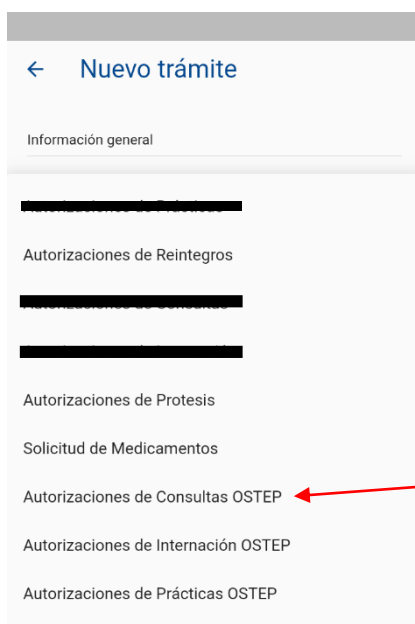 Nuevo trámite
Información general
Autorizaciones de Reintegros
Autorizaciones de Protesis
Solicitud de Medicamentos
Autorizaciones de Consultas OSTEP
Autorizaciones de Internación OSTEP
Autorizaciones de Prácticas OSTEP